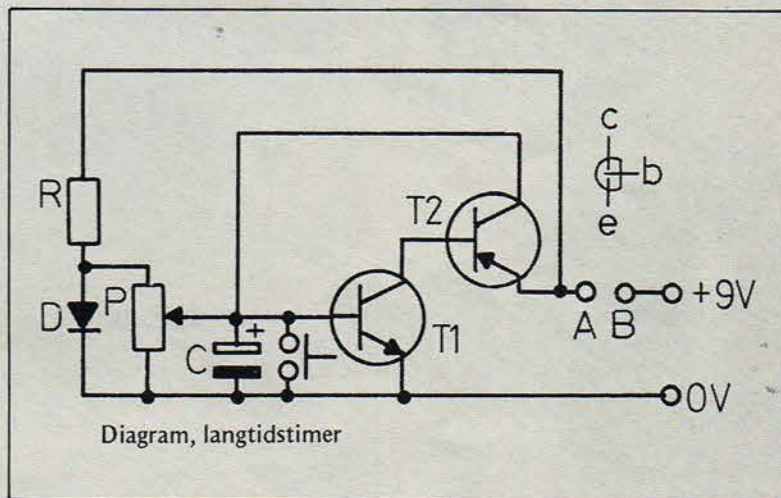 c
b
e
R
T2
D
P
+
C
T1
A
B
+9V
0V
Diagram, langtidstimer